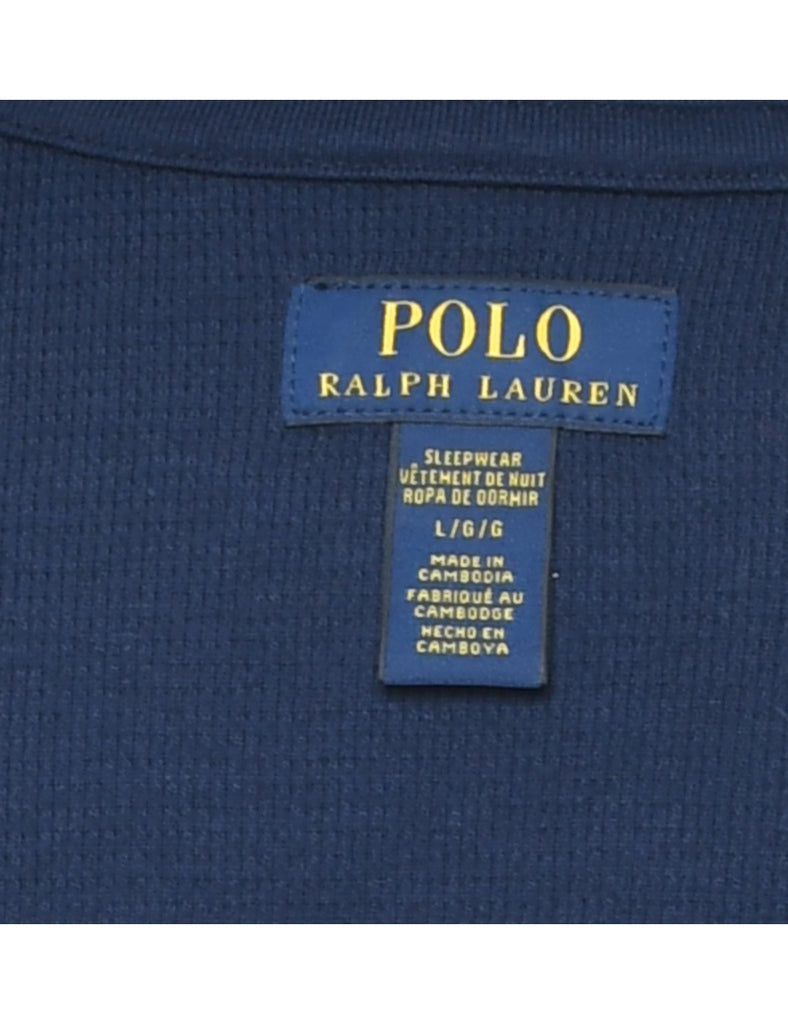 POLO
RALPH LAUREN
SLEEPWEAR
VÊTEMENT DE NUIT
ROPA DE DORMIR
L/G/G
MADE IN
CAMBODIA
FABRIQUÉ AU
CAMBODGE
HECHO EN
CAMBOYA